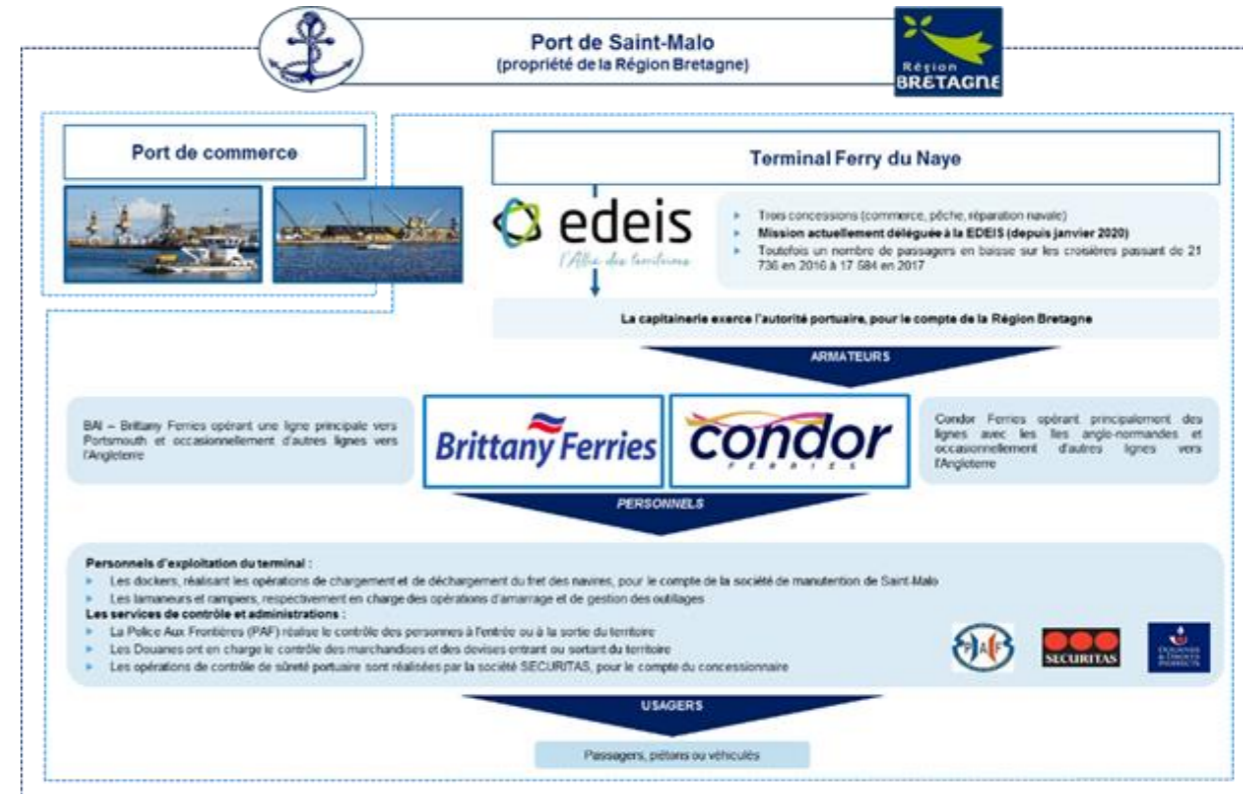 Port de Saint-Malo
(propriété de la Région Bretagne)
Région
BRETAGNE
Port de commerce
Terminal Ferry du Naye
edeis
l'Allié des territoires
Trois concessions (commerce, pêche, réparation navale)
Mission actuellement déléguée à la EDEIS (depuis janvier 2020)
Toutefois un nombre de passagers en baisse sur les croisières passant de 21
736 en 2016 à 17 584 en 2017
La capitainerie exerce l'autorité portuaire, pour le compte de la Région Bretagne
ARMATEURS
BAI – Brittany Ferries opérant une ligne principale vers
Portsmouth et occasionnellement d'autres lignes vers
l'Angleterre
Brittany Ferries
condor
FERRIES
Condor Ferries opérant principalement des
lignes avec les îles anglo-normandes et
occasionnellement d'autres lignes vers
l'Angleterre
PERSONNELS
Personnels d'exploitation du terminal :
Les dockers, réalisant les opérations de chargement et de déchargement du fret des navires, pour le compte de la société de manutention de Saint-Malo
Les lamaneurs et rampiers, respectivement en charge des opérations d'amarrage et de gestion des outillages
Les services de contrôle et administrations :
La Police Aux Frontières (PAF) réalise le contrôle des personnes à l'entrée ou à la sortie du territoire
Les Douanes ont en charge le contrôle des marchandises et des devises entrant ou sortant du territoire
Les opérations de contrôle de sûreté portuaire sont réalisées par la société SECURITAS, pour le compte du concessionnaire
PAF
SECURITAS
DOUANES
& DROITS
INDIRECTS
USAGERS
Passagers, piétons ou véhiculés